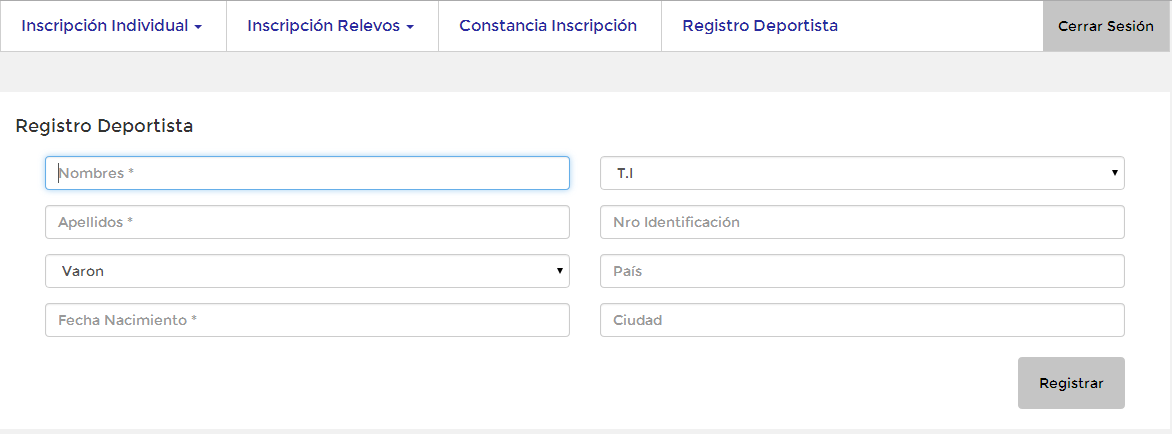 Inscripción Individual
Inscripción Relevos
Constancia Inscripción
Registro Deportista
Cerrar Sesión
Registro Deportista
Nombres *
T.I
Apellidos *
Nro Identificación
Varon
País
Fecha Nacimiento *
Ciudad
Registrar